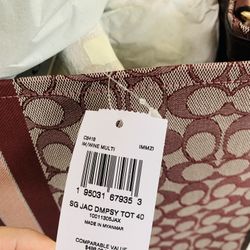 C8418
IM/WINE MULTI
IMMZI
1 95031 67935 3
SG JAC DMPSY TOT 40
10011305JAX
MADE IN MYANMAR
COMPARABLE VALUE